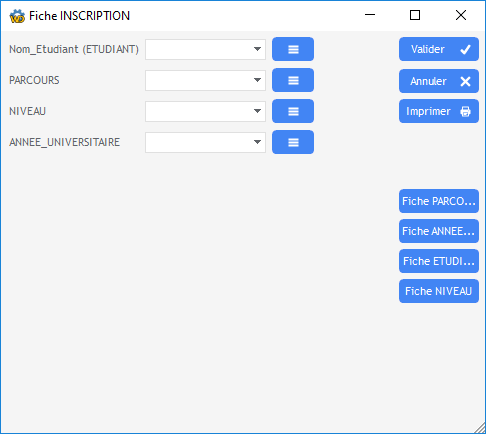 Fiche INSCRIPTION
Nom_Etudiant (ETUDIANT)
Valider
PARCOURS
Annuler
NIVEAU
Imprimer
ANNEE_UNIVERSITAIRE
Fiche PARCO...
Fiche ANNEE...
Fiche ETUDI...
Fiche NIVEAU